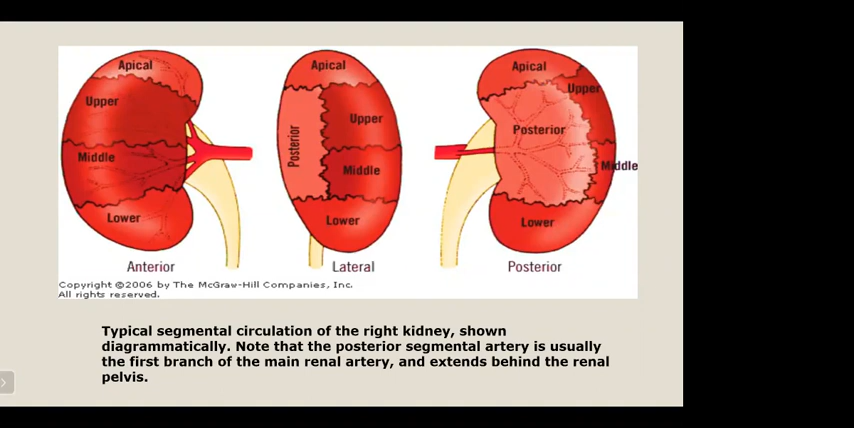 Apical
Upper
Middle
Lower
Anterior
Apical
Posterior
Upper
Middle
Lower
Lateral
Apical
Upper
Posterior
Middle
Lower
Posterior
Copyright ©2006 by The McGraw-Hill Companies, Inc.
All rights reserved.
Typical segmental circulation of the right kidney, shown
diagrammatically. Note that the posterior segmental artery is usually
the first branch of the main renal artery, and extends behind the renal
pelvis.